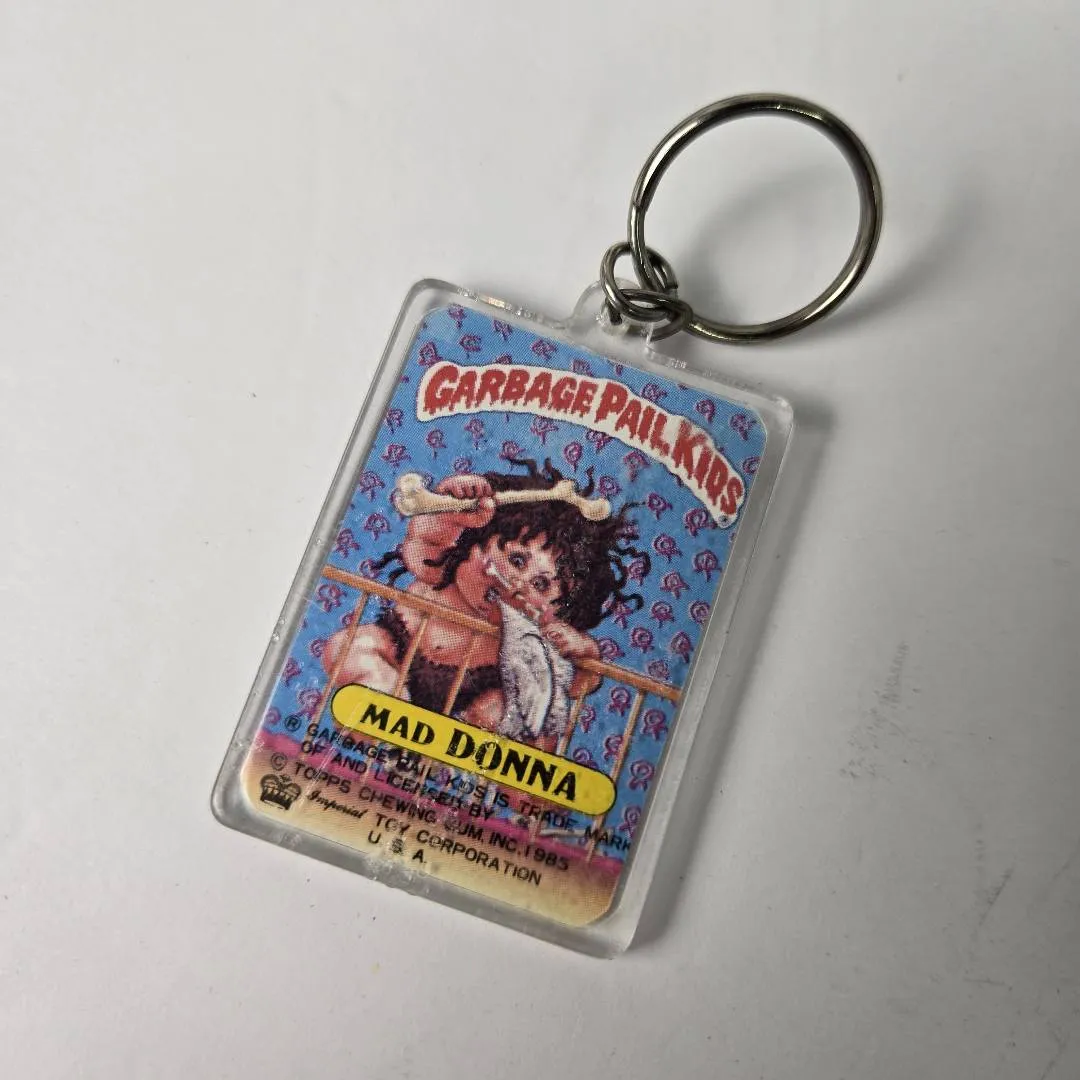 GARBAGE PAIL KIDS
®
MAD DONNA
® GARBAGE PAIL KIDS IS TRADE MARK
OF AND LICENSED BY
© TOPPS CHEWING GUM, INC, 1985
Imperial TOY CORPORATION
U. S. A.